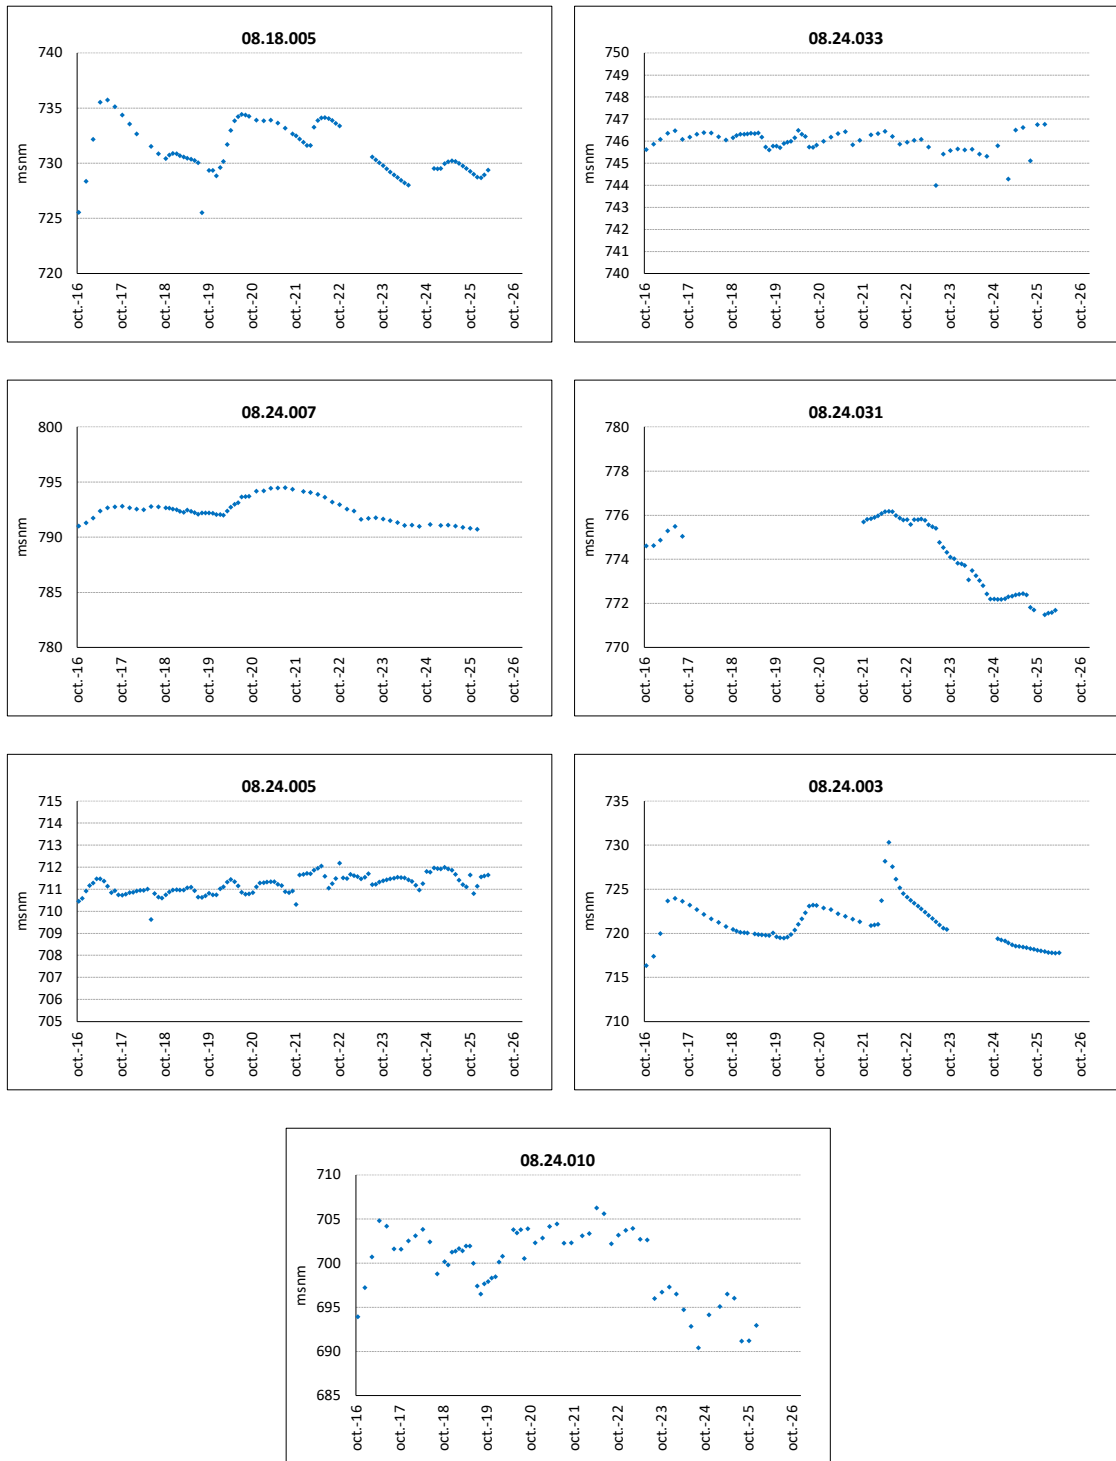 08.18.005
740
735
730
725
720
msnm
oct.-16
oct.-17
oct.-18
oct.-19
oct.-20
oct.-21
oct.-22
oct.-23
oct.-24
oct.-25
oct.-26
08.24.033
750
749
748
747
746
745
744
743
742
741
740
msnm
oct.-16
oct.-17
oct.-18
oct.-19
oct.-20
oct.-21
oct.-22
oct.-23
oct.-24
oct.-25
oct.-26
08.24.007
800
795
790
785
780
msnm
oct.-16
oct.-17
oct.-18
oct.-19
oct.-20
oct.-21
oct.-22
oct.-23
oct.-24
oct.-25
oct.-26
08.24.031
780
778
776
774
772
770
msnm
oct.-16
oct.-17
oct.-18
oct.-19
oct.-20
oct.-21
oct.-22
oct.-23
oct.-24
oct.-25
oct.-26
08.24.005
715
714
713
712
711
710
709
708
707
706
705
msnm
oct.-16
oct.-17
oct.-18
oct.-19
oct.-20
oct.-21
oct.-22
oct.-23
oct.-24
oct.-25
oct.-26
08.24.003
735
730
725
720
715
710
msnm
oct.-16
oct.-17
oct.-18
oct.-19
oct.-20
oct.-21
oct.-22
oct.-23
oct.-24
oct.-25
oct.-26
08.24.010
710
705
700
695
690
685
msnm
oct.-16
oct.-17
oct.-18
oct.-19
oct.-20
oct.-21
oct.-22
oct.-23
oct.-24
oct.-25
oct.-26